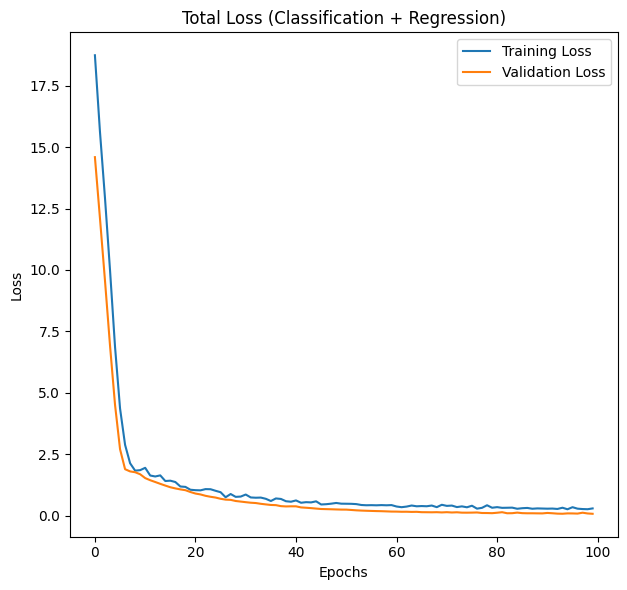 Total Loss (Classification + Regression)
Training Loss
Validation Loss
17.5
15.0
12.5
10.0
7.5
5.0
2.5
0.0
Loss
0 20 40 60 80 100
Epochs